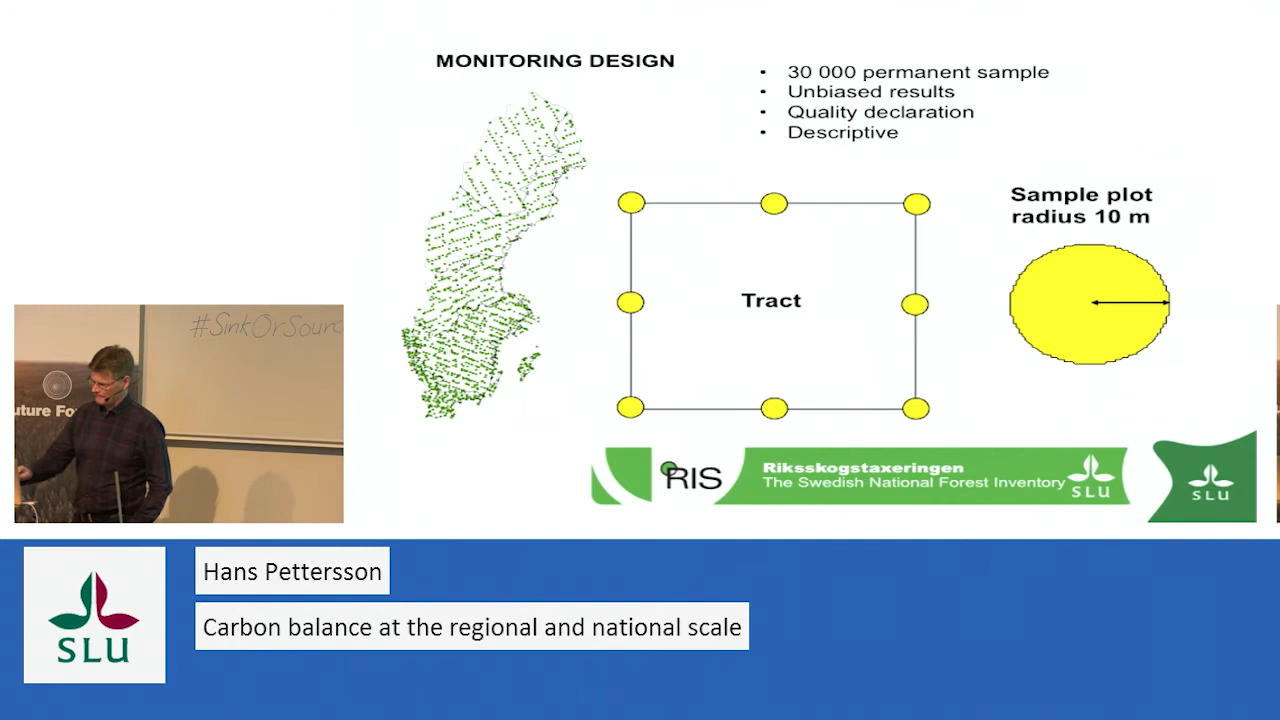 MONITORING DESIGN
• 30 000 permanent sample
• Unbiased results
• Quality declaration
• Descriptive
Sample plot
radius 10 m
Tract
#SinkOrSourc
uture Fo
RIS
Riksskogstaxeringen
The Swedish National Forest Inventory
SLU
SLU
SLU
Hans Pettersson
Carbon balance at the regional and national scale